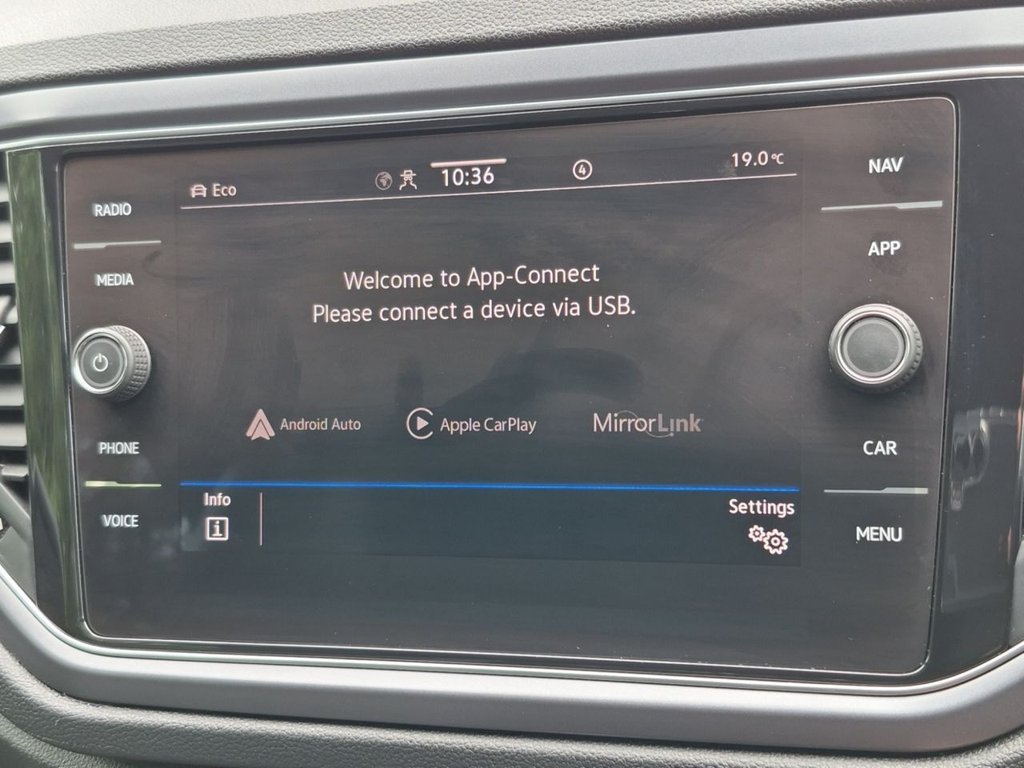 Eco
10:36
4
19.0°C
RADIO
MEDIA
PHONE
VOICE
Welcome to App-Connect
Please connect a device via USB.
Android Auto
Apple CarPlay
MirrorLink
Info
i
Settings
NAV
APP
CAR
MENU